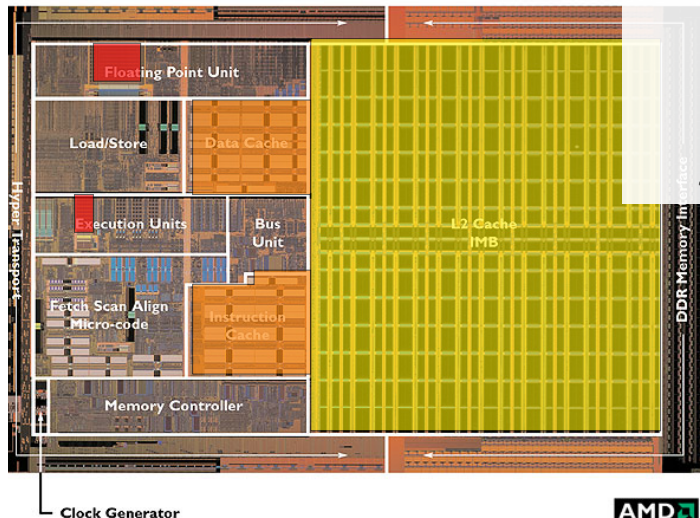 Floating Point Unit
Load/Store
Data Cache
Hyper Transport
Execution Units
Bus
Unit
L2 Cache
1MB
DDR Memory Interface
Fetch Scan Align
Micro-code
Instruction
Cache
Memory Controller
Clock Generator
AMD